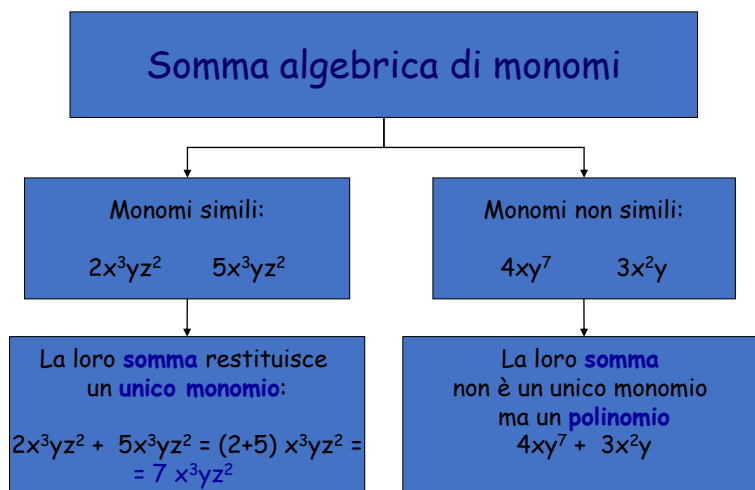 Somma algebrica di monomi
Monomi simili:
2x³yz² 5x³yz²
Monomi non simili:
4xy⁷ 3x²y
La loro somma restituisce
un unico monomio:
2x³yz² + 5x³yz² = (2+5) x³yz² =
= 7 x³yz²
La loro somma
non è un unico monomio
ma un polinomio
4xy⁷ + 3x²y